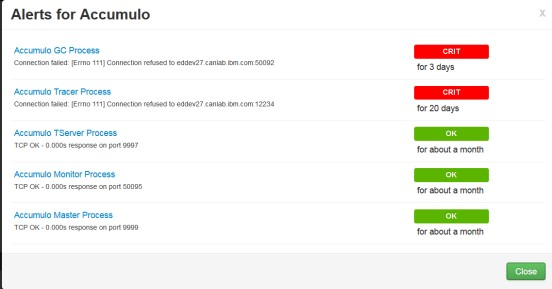 Alerts for Accumulo
X
Accumulo GC Process
CRIT
Connection failed: [Errno 111] Connection refused to eddev27.canlab.ibm.com:50092
for 3 days
Accumulo Tracer Process
CRIT
Connection failed: [Errno 111] Connection refused to eddev27.canlab.ibm.com:12234
for 20 days
Accumulo TServer Process
OK
TCP OK - 0.000s response on port 9997
for about a month
Accumulo Monitor Process
OK
TCP OK - 0.000s response on port 50095
for about a month
Accumulo Master Process
OK
TCP OK - 0.000s response on port 9999
for about a month
Close